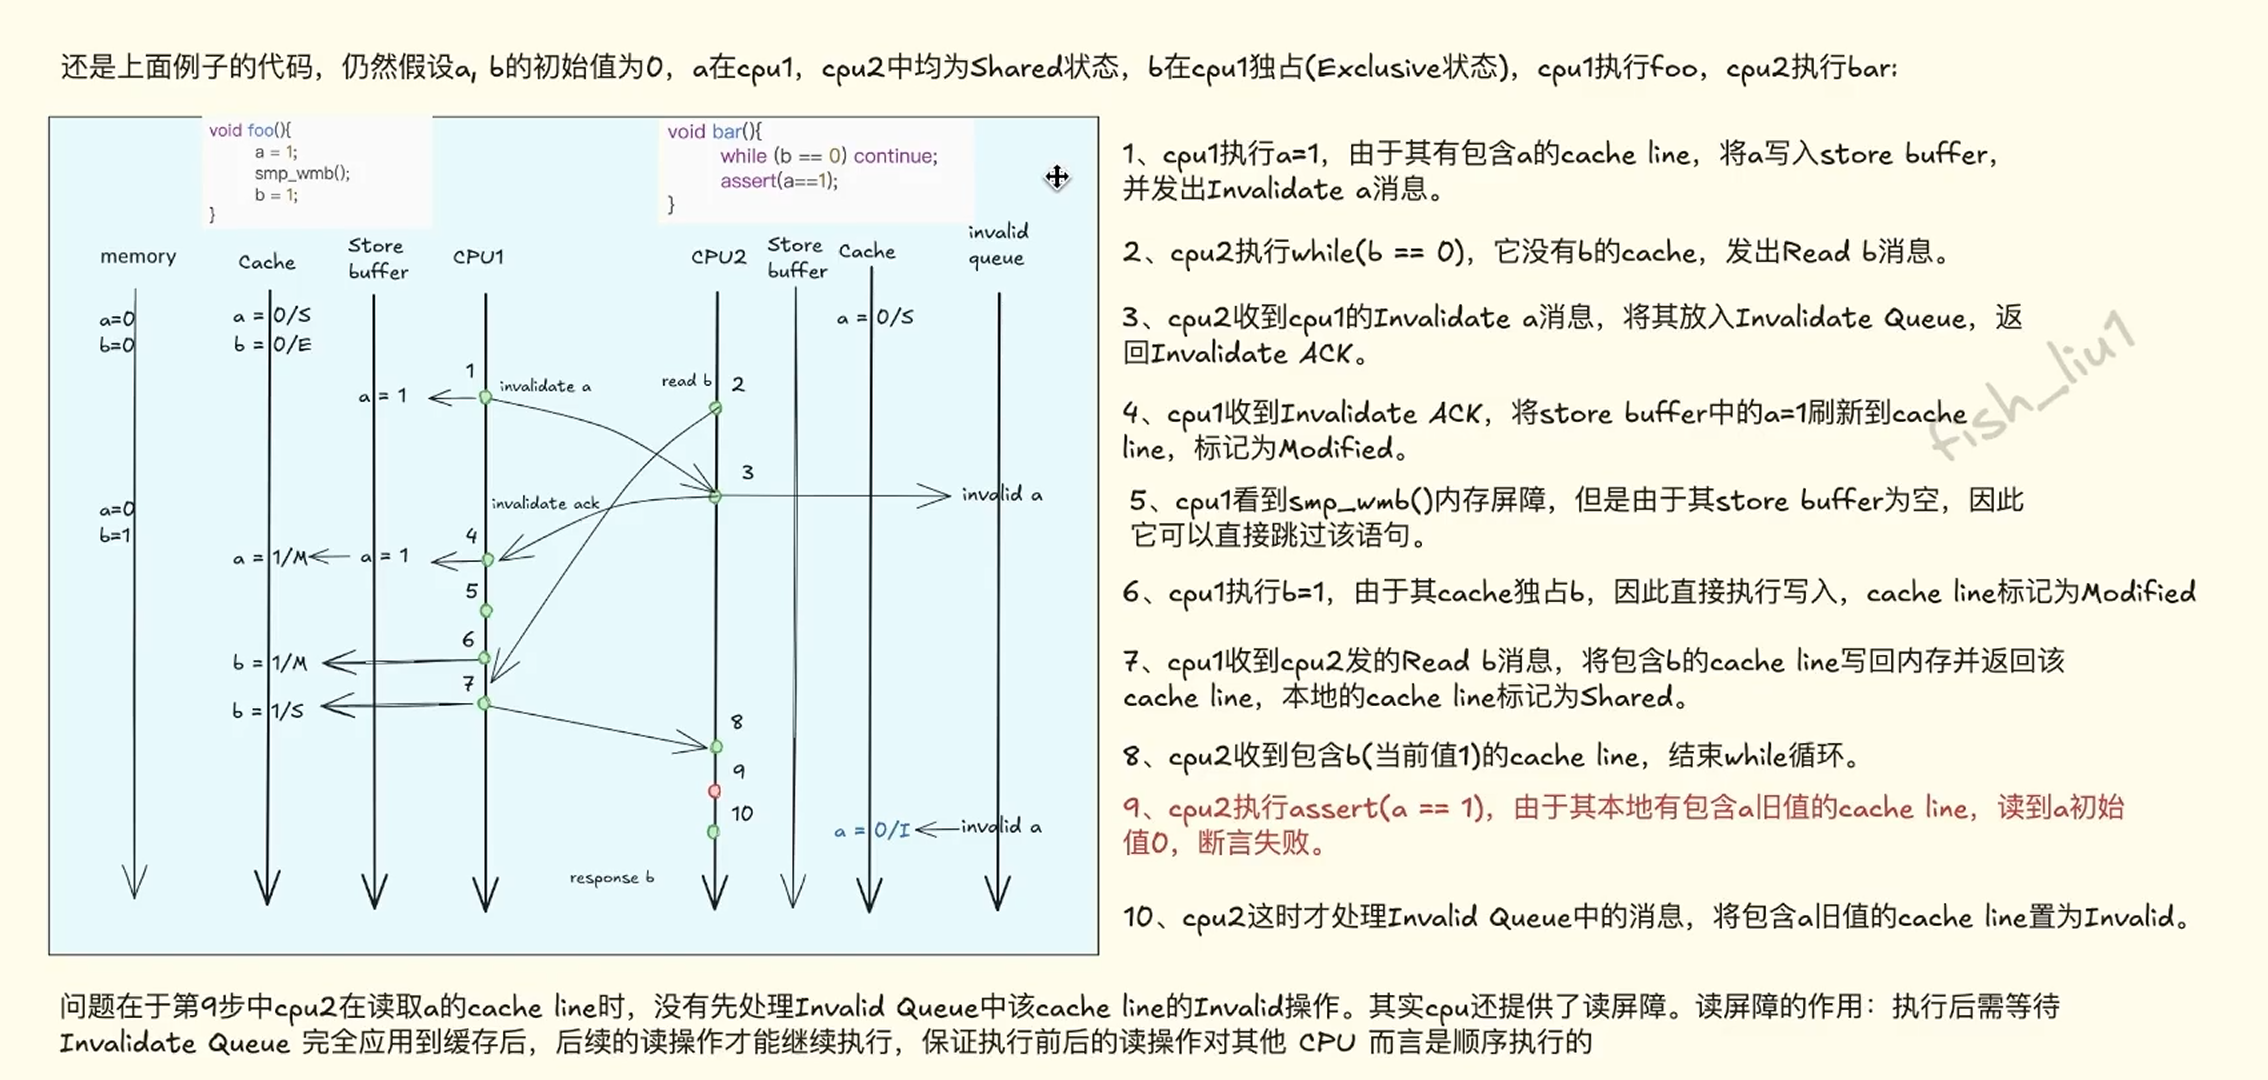 还是上面例子的代码，仍然假设a, b的初始值为0，a在cpu1，cpu2中均为Shared状态，b在cpu1独占(Exclusive状态)，cpu1执行foo，cpu2执行bar:
void foo(){
a = 1;
smp_wmb();
b = 1;
}
void bar(){
while (b == 0) continue;
assert(a==1);
}
memory
Cache
Store
buffer
CPU1
CPU2
Store
buffer
Cache
invalid
queue
a=0
b=0
a = 0/S
b = 0/E
a = 0/S
1
a = 1
invalidate a
read b
2
3
invalidate ack
invalid a
a=0
b=1
4
a = 1/M
a = 1
5
6
b = 1/M
7
b = 1/S
8
9
10
a = 0/I
invalid a
response b
1、cpu1执行a=1，由于其有包含a的cache line，将a写入store buffer，
并发出Invalidate a消息。
2、cpu2执行while(b == 0)，它没有b的cache，发出Read b消息。
3、cpu2收到cpu1的Invalidate a消息，将其放入Invalidate Queue，返
回Invalidate ACK。
4、cpu1收到Invalidate ACK，将store buffer中的a=1刷新到cache
line，标记为Modified。
5、cpu1看到smp_wmb()内存屏障，但是由于其store buffer为空，因此
它可以直接跳过该语句。
6、cpu1执行b=1，由于其cache独占b，因此直接执行写入，cache line标记为Modified
7、cpu1收到cpu2发的Read b消息，将包含b的cache line写回内存并返回该
cache line，本地的cache line标记为Shared。
8、cpu2收到包含b(当前值1)的cache line，结束while循环。
9、cpu2执行assert(a == 1)，由于其本地有包含a旧值的cache line，读到a初始
值0，断言失败。
10、cpu2这时才处理Invalid Queue中的消息，将包含a旧值的cache line置为Invalid。
fish_liu1
问题在于第9步中cpu2在读取a的cache line时，没有先处理Invalid Queue中该cache line的Invalid操作。其实cpu还提供了读屏障。读屏障的作用：执行后需等待
Invalidate Queue 完全应用到缓存后，后续的读操作才能继续执行，保证执行前后的读操作对其他 CPU 而言是顺序执行的